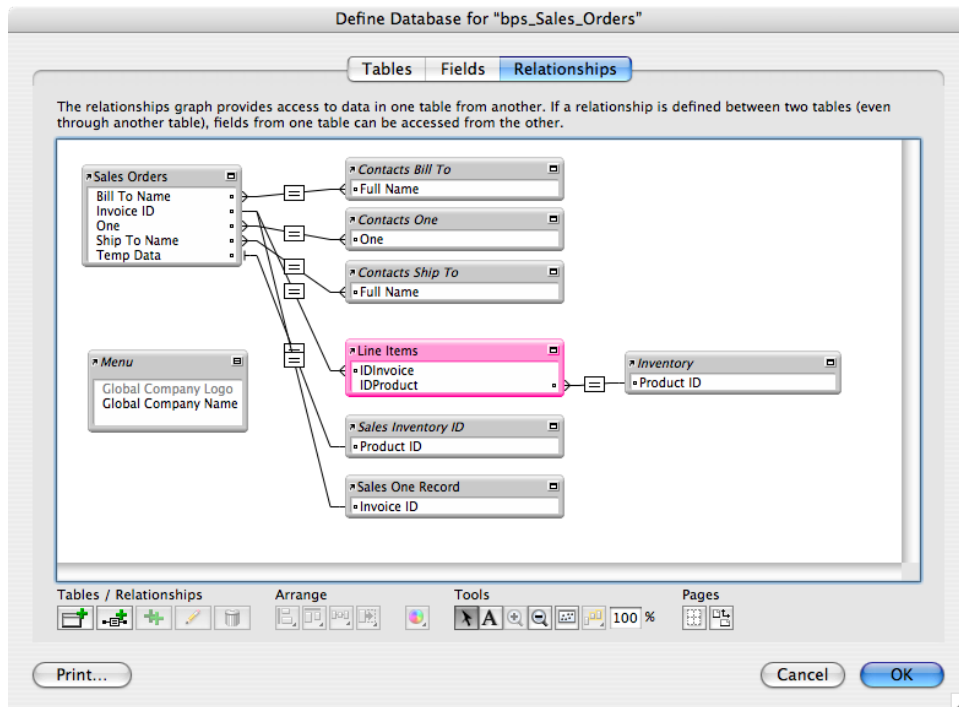 Define Database for “bps_Sales_Orders”
Tables Fields Relationships
The relationships graph provides access to data in one table from another. If a relationship is defined between two tables (even
through another table), fields from one table can be accessed from the other.
Sales Orders
Bill To Name
Invoice ID
One
Ship To Name
Temp Data
Contacts Bill To
Full Name
Contacts One
One
Contacts Ship To
Full Name
Line Items
IDInvoice
IDProduct
Inventory
Product ID
Menu
Global Company Logo
Global Company Name
Sales Inventory ID
Product ID
Sales One Record
Invoice ID
Tables / Relationships Arrange Tools Pages
A 100 %
Print... Cancel OK